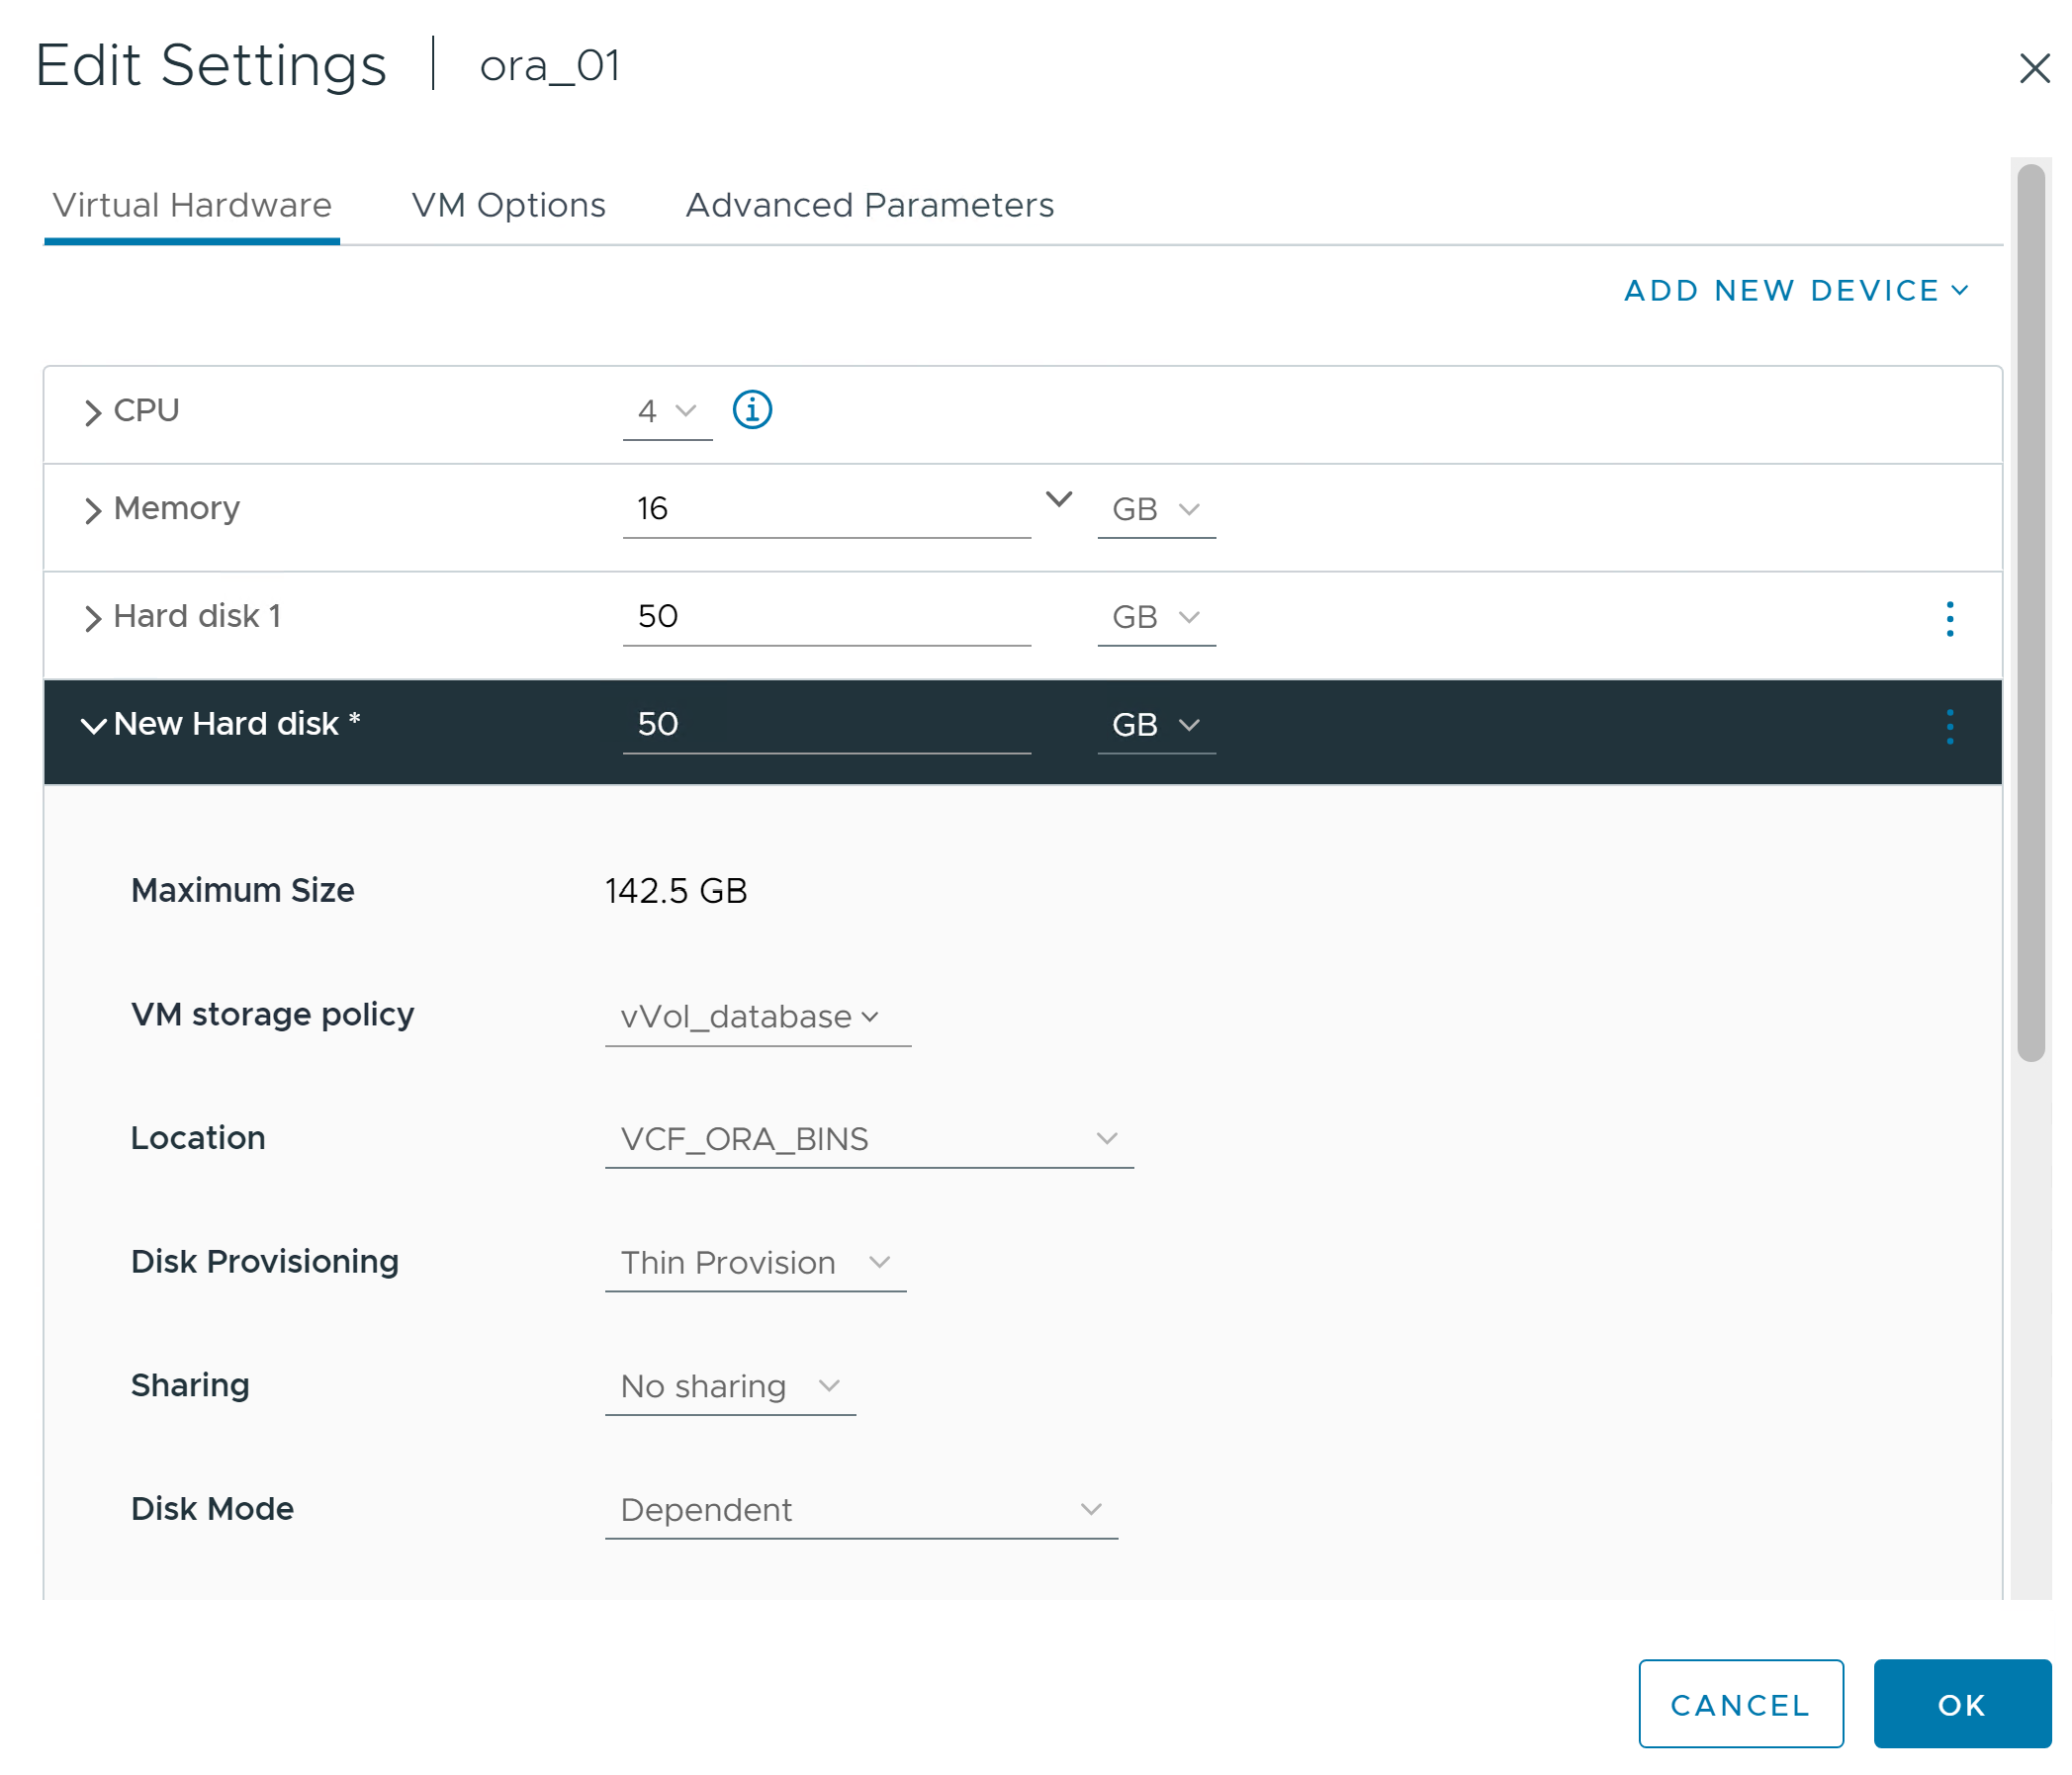 Edit Settings | ora_01
Virtual Hardware VM Options Advanced Parameters
ADD NEW DEVICE
CPU 4
Memory 16 GB
Hard disk 1 50 GB
New Hard disk * 50 GB
Maximum Size 142.5 GB
VM storage policy vVol_database
Location VCF_ORA_BINS
Disk Provisioning Thin Provision
Sharing No sharing
Disk Mode Dependent
CANCEL OK